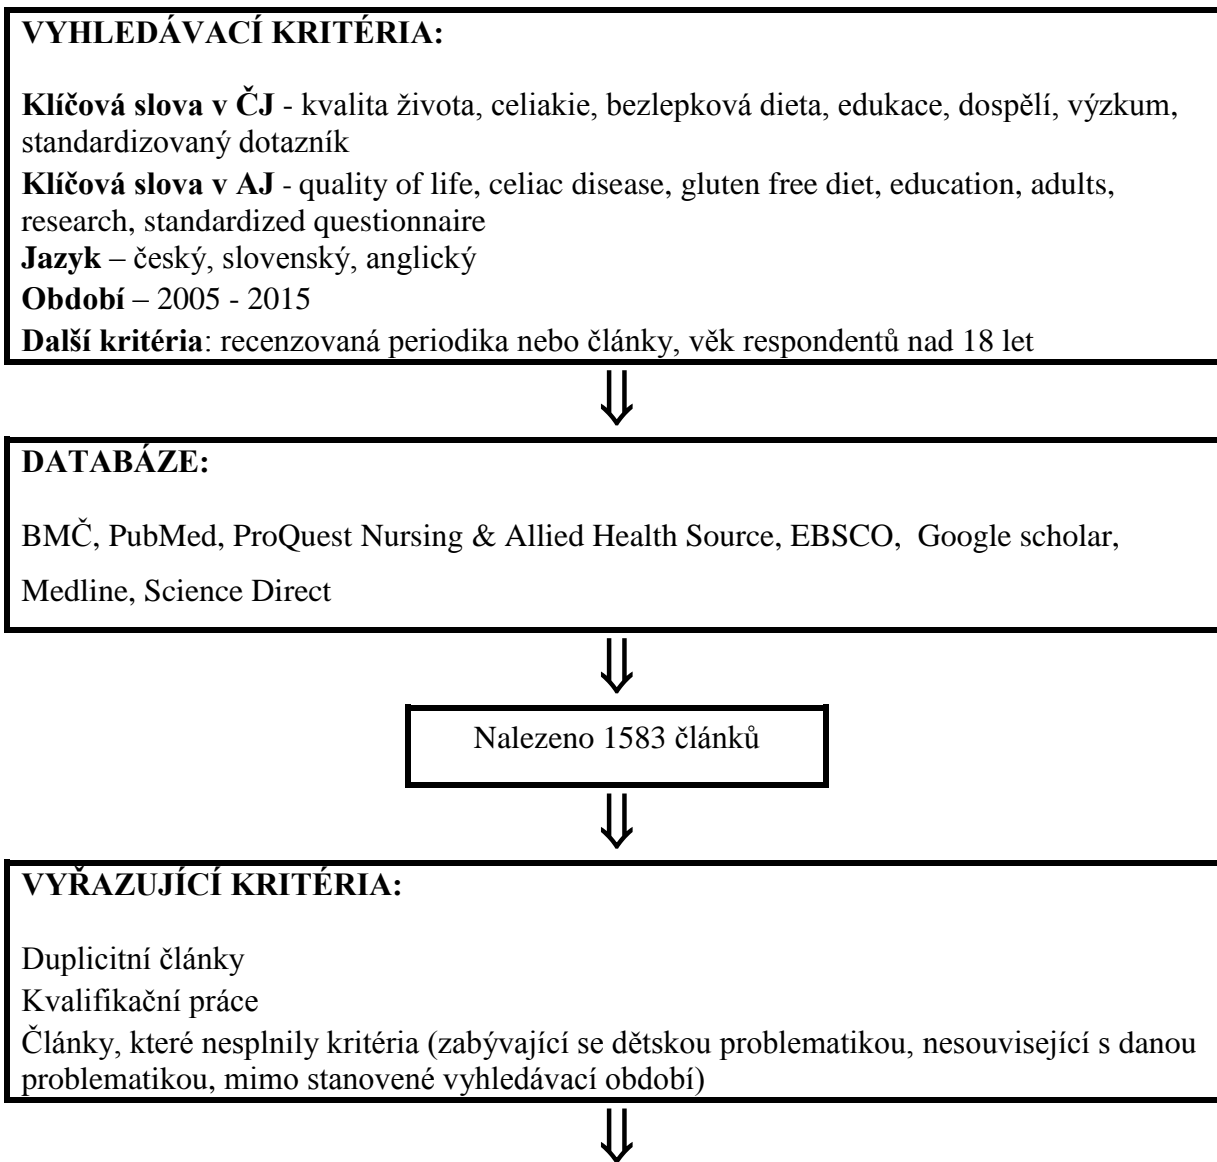 VYHLEDÁVACÍ KRITÉRIA:
Klíčová slova v ČJ - kvalita života, celiakie, bezlepková dieta, edukace, dospělí, výzkum,
standardizovaný dotazník
Klíčová slova v AJ - quality of life, celiac disease, gluten free diet, education, adults,
research, standardized questionnaire
Jazyk – český, slovenský, anglický
Období – 2005 - 2015
Další kritéria: recenzovaná periodika nebo články, věk respondentů nad 18 let
⇓
DATABÁZE:
BMČ, PubMed, ProQuest Nursing & Allied Health Source, EBSCO,  Google scholar,
Medline, Science Direct
⇓
Nalezeno 1583 článků
⇓
VYŘAZUJÍCÍ KRITÉRIA:
Duplicitní články
Kvalifikační práce
Články, které nesplnily kritéria (zabývající se dětskou problematikou, nesouvisející s danou
problematikou, mimo stanovené vyhledávací období)
⇓